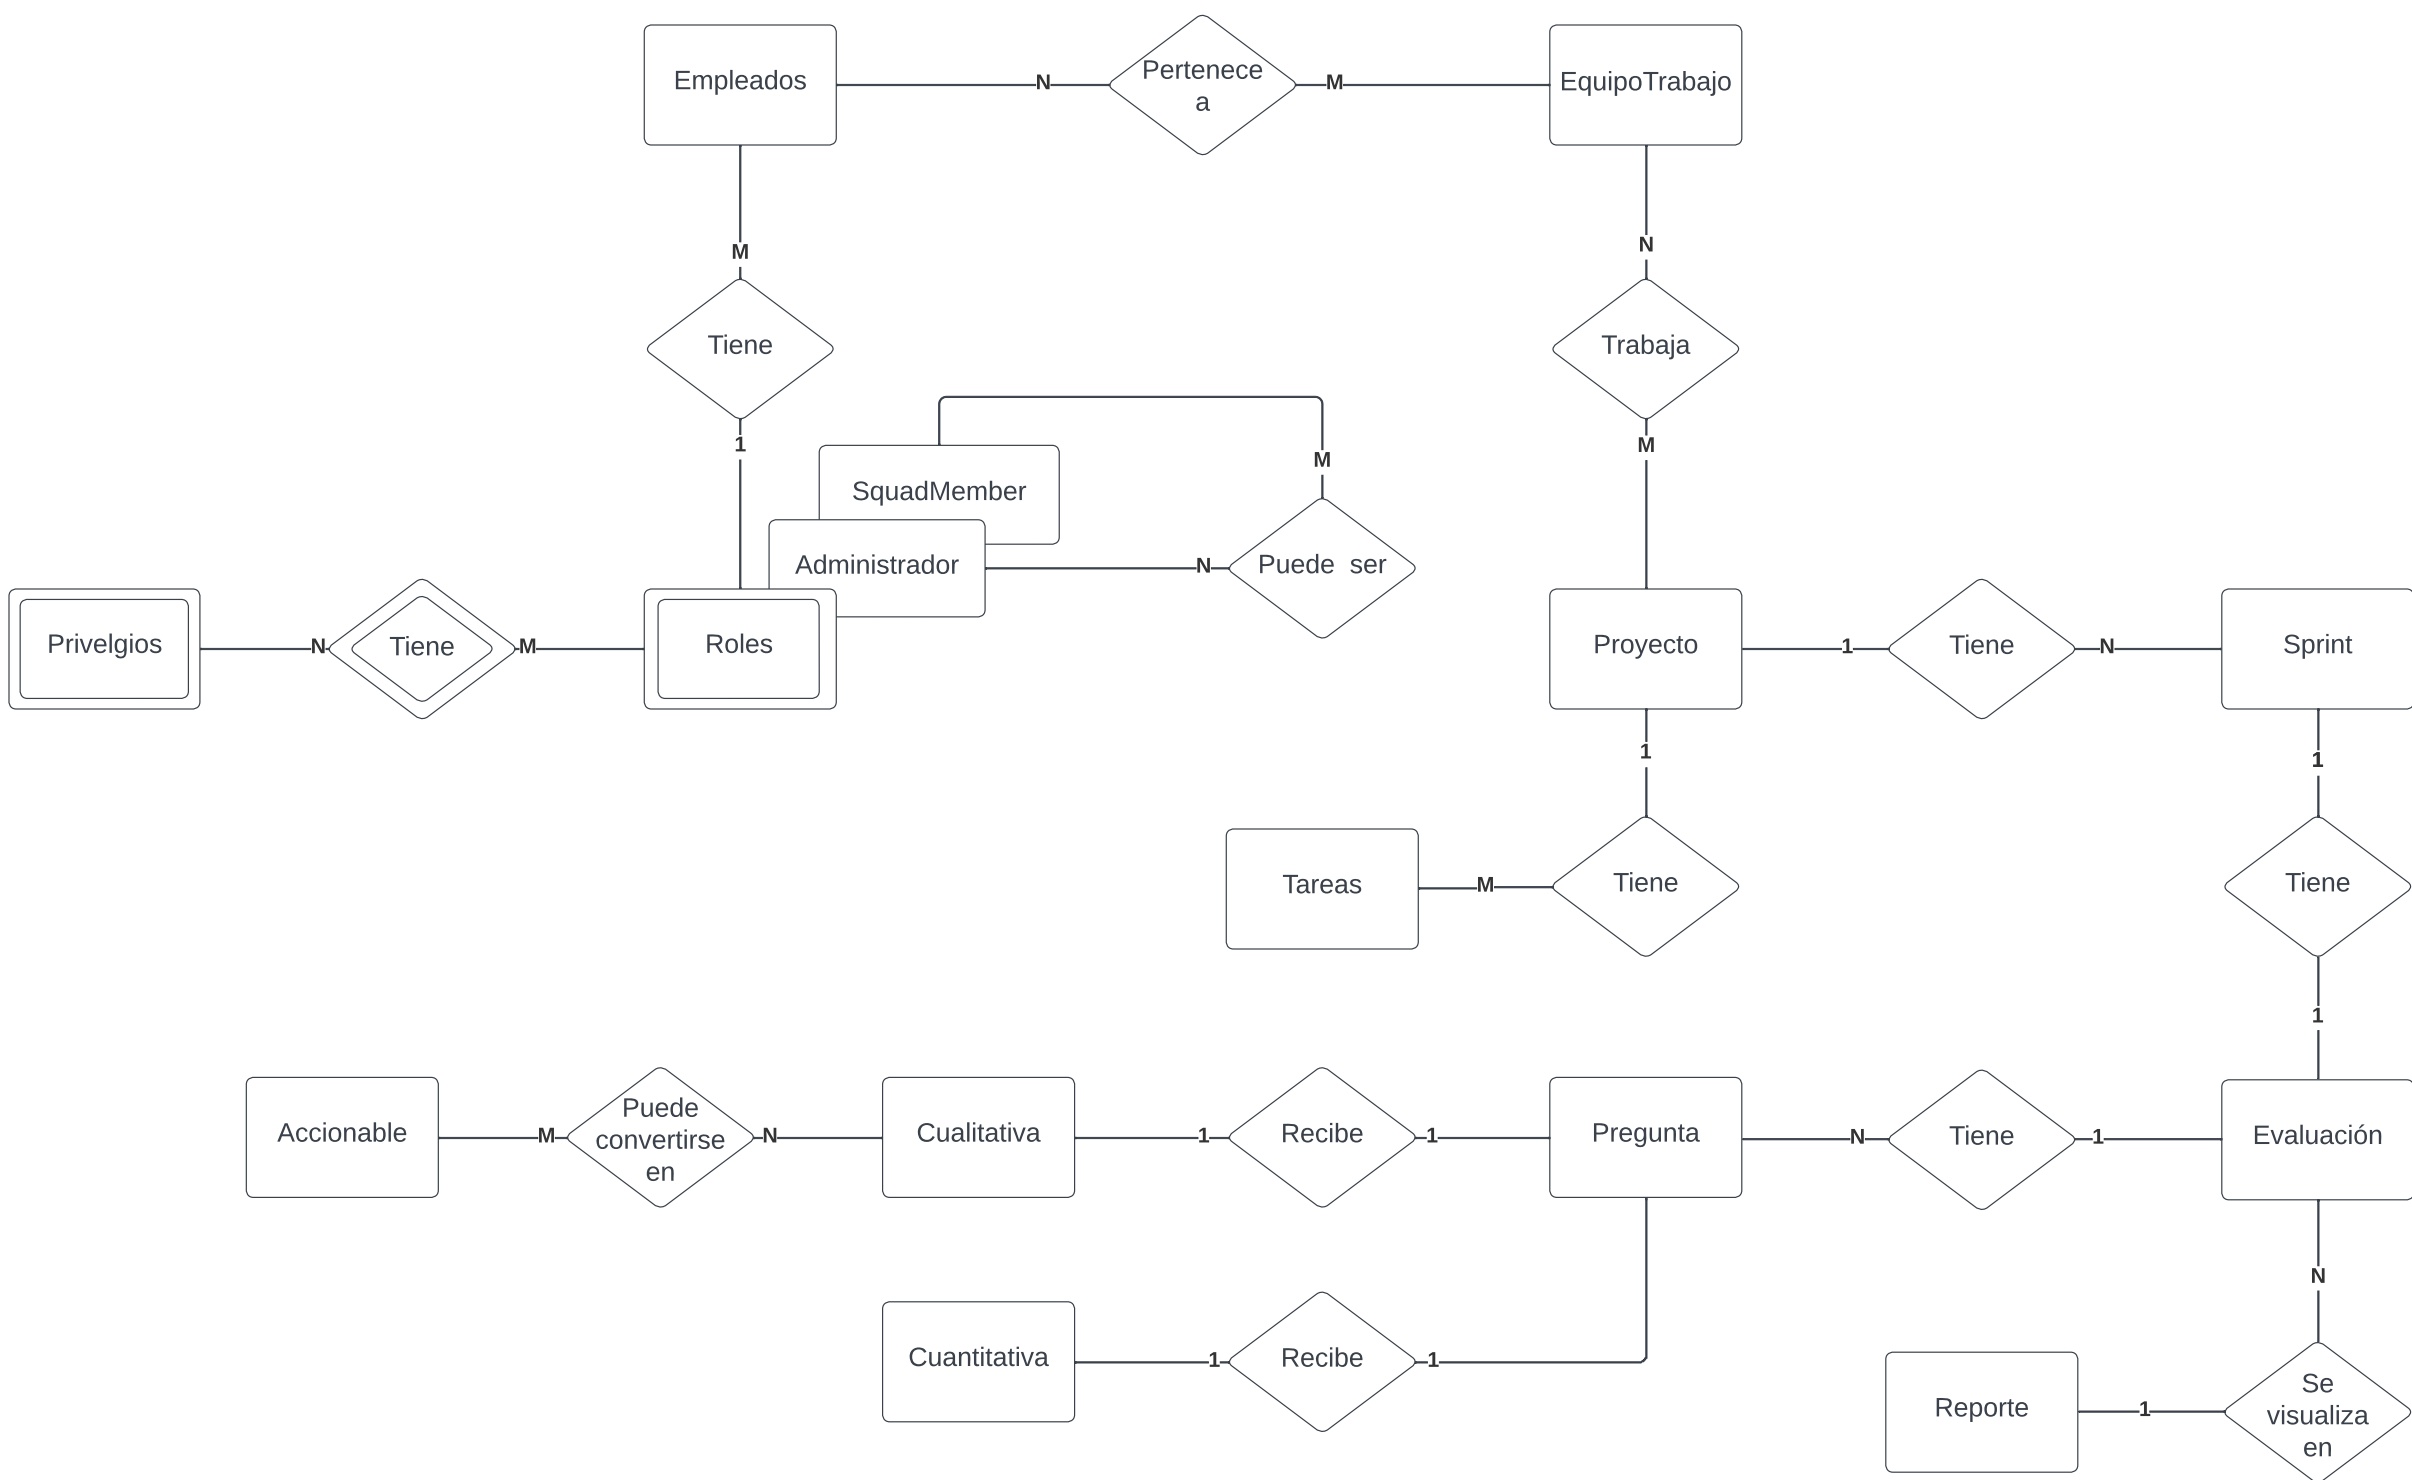 Empleados
N
Pertenece
a
M
EquipoTrabajo
M
N
Tiene
Trabaja
1
M
SquadMember
M
Administrador
N
Puede ser
Privelgios
N
Tiene
M
Roles
Proyecto
1
Tiene
N
Sprint
1
1
Tareas
M
Tiene
Tiene
1
Accionable
M
Puede
convertirse
en
N
Cualitativa
1
Recibe
1
Pregunta
N
Tiene
1
Evaluación
N
Cuantitativa
1
Recibe
1
Reporte
1
Se
visualiza
en